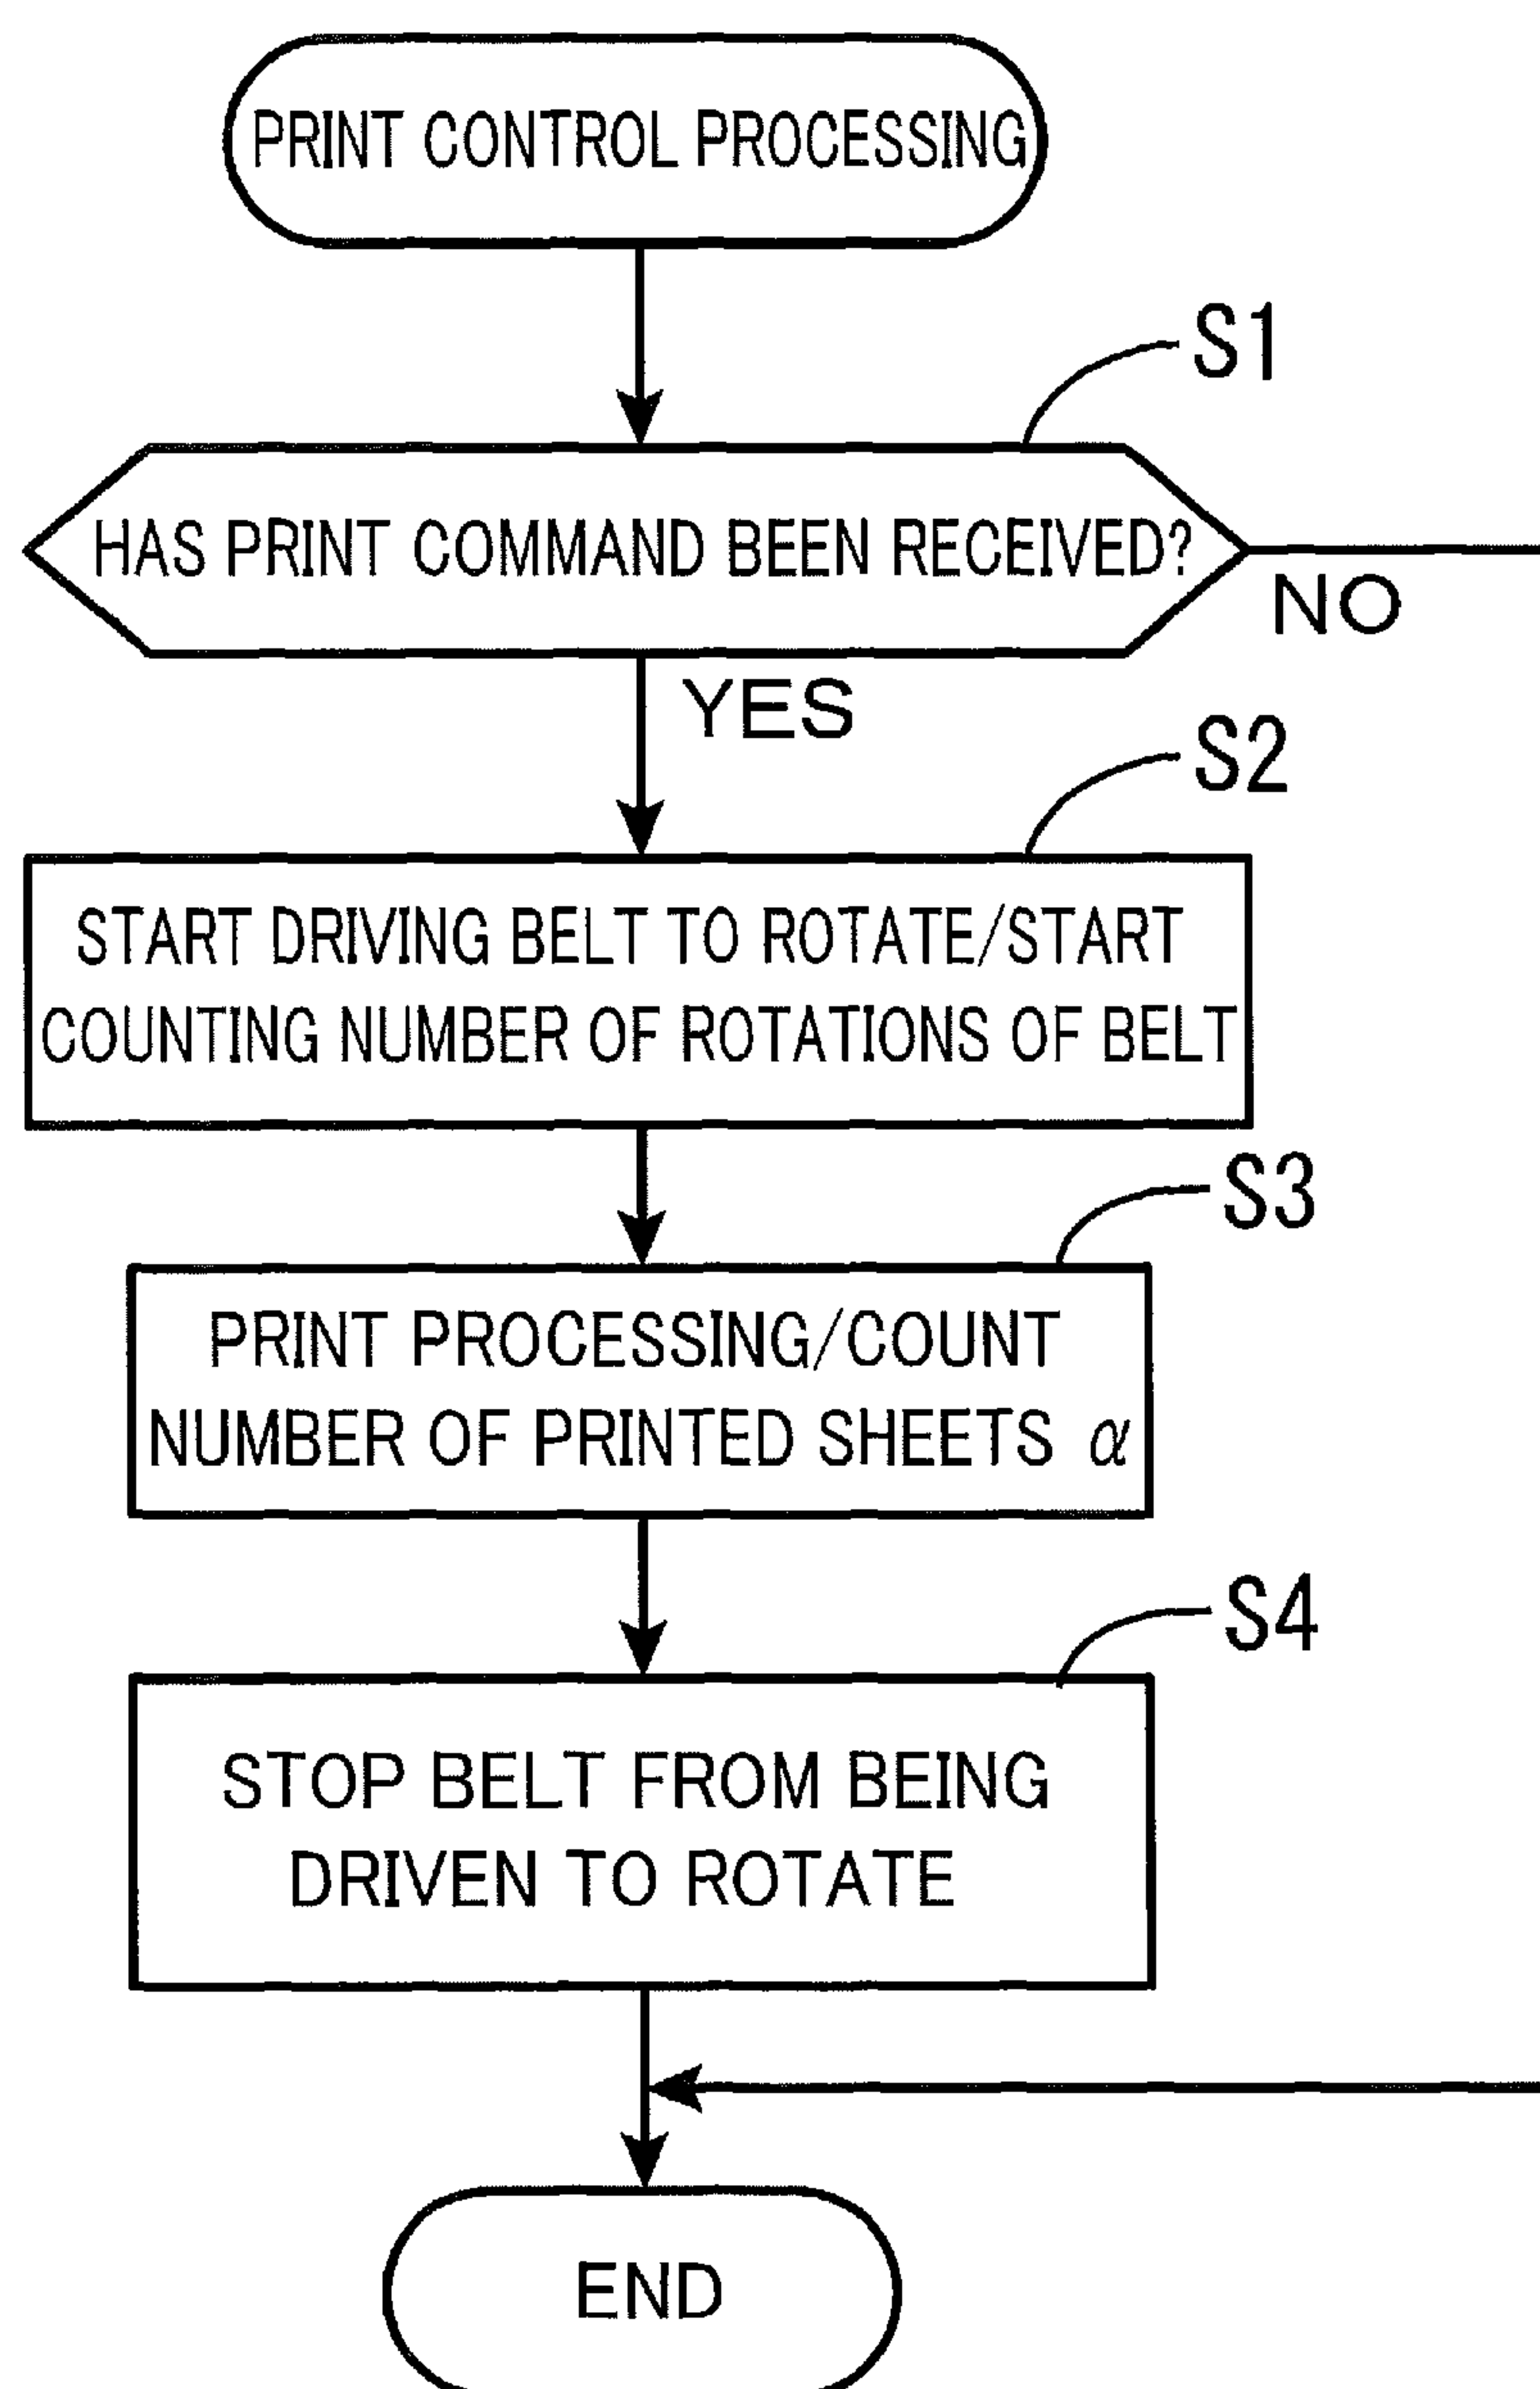 PRINT CONTROL PROCESSING
S1
HAS PRINT COMMAND BEEN RECEIVED?
NO
YES
S2
START DRIVING BELT TO ROTATE/START
COUNTING NUMBER OF ROTATIONS OF BELT
S3
PRINT PROCESSING/COUNT
NUMBER OF PRINTED SHEETS α
S4
STOP BELT FROM BEING
DRIVEN TO ROTATE
END